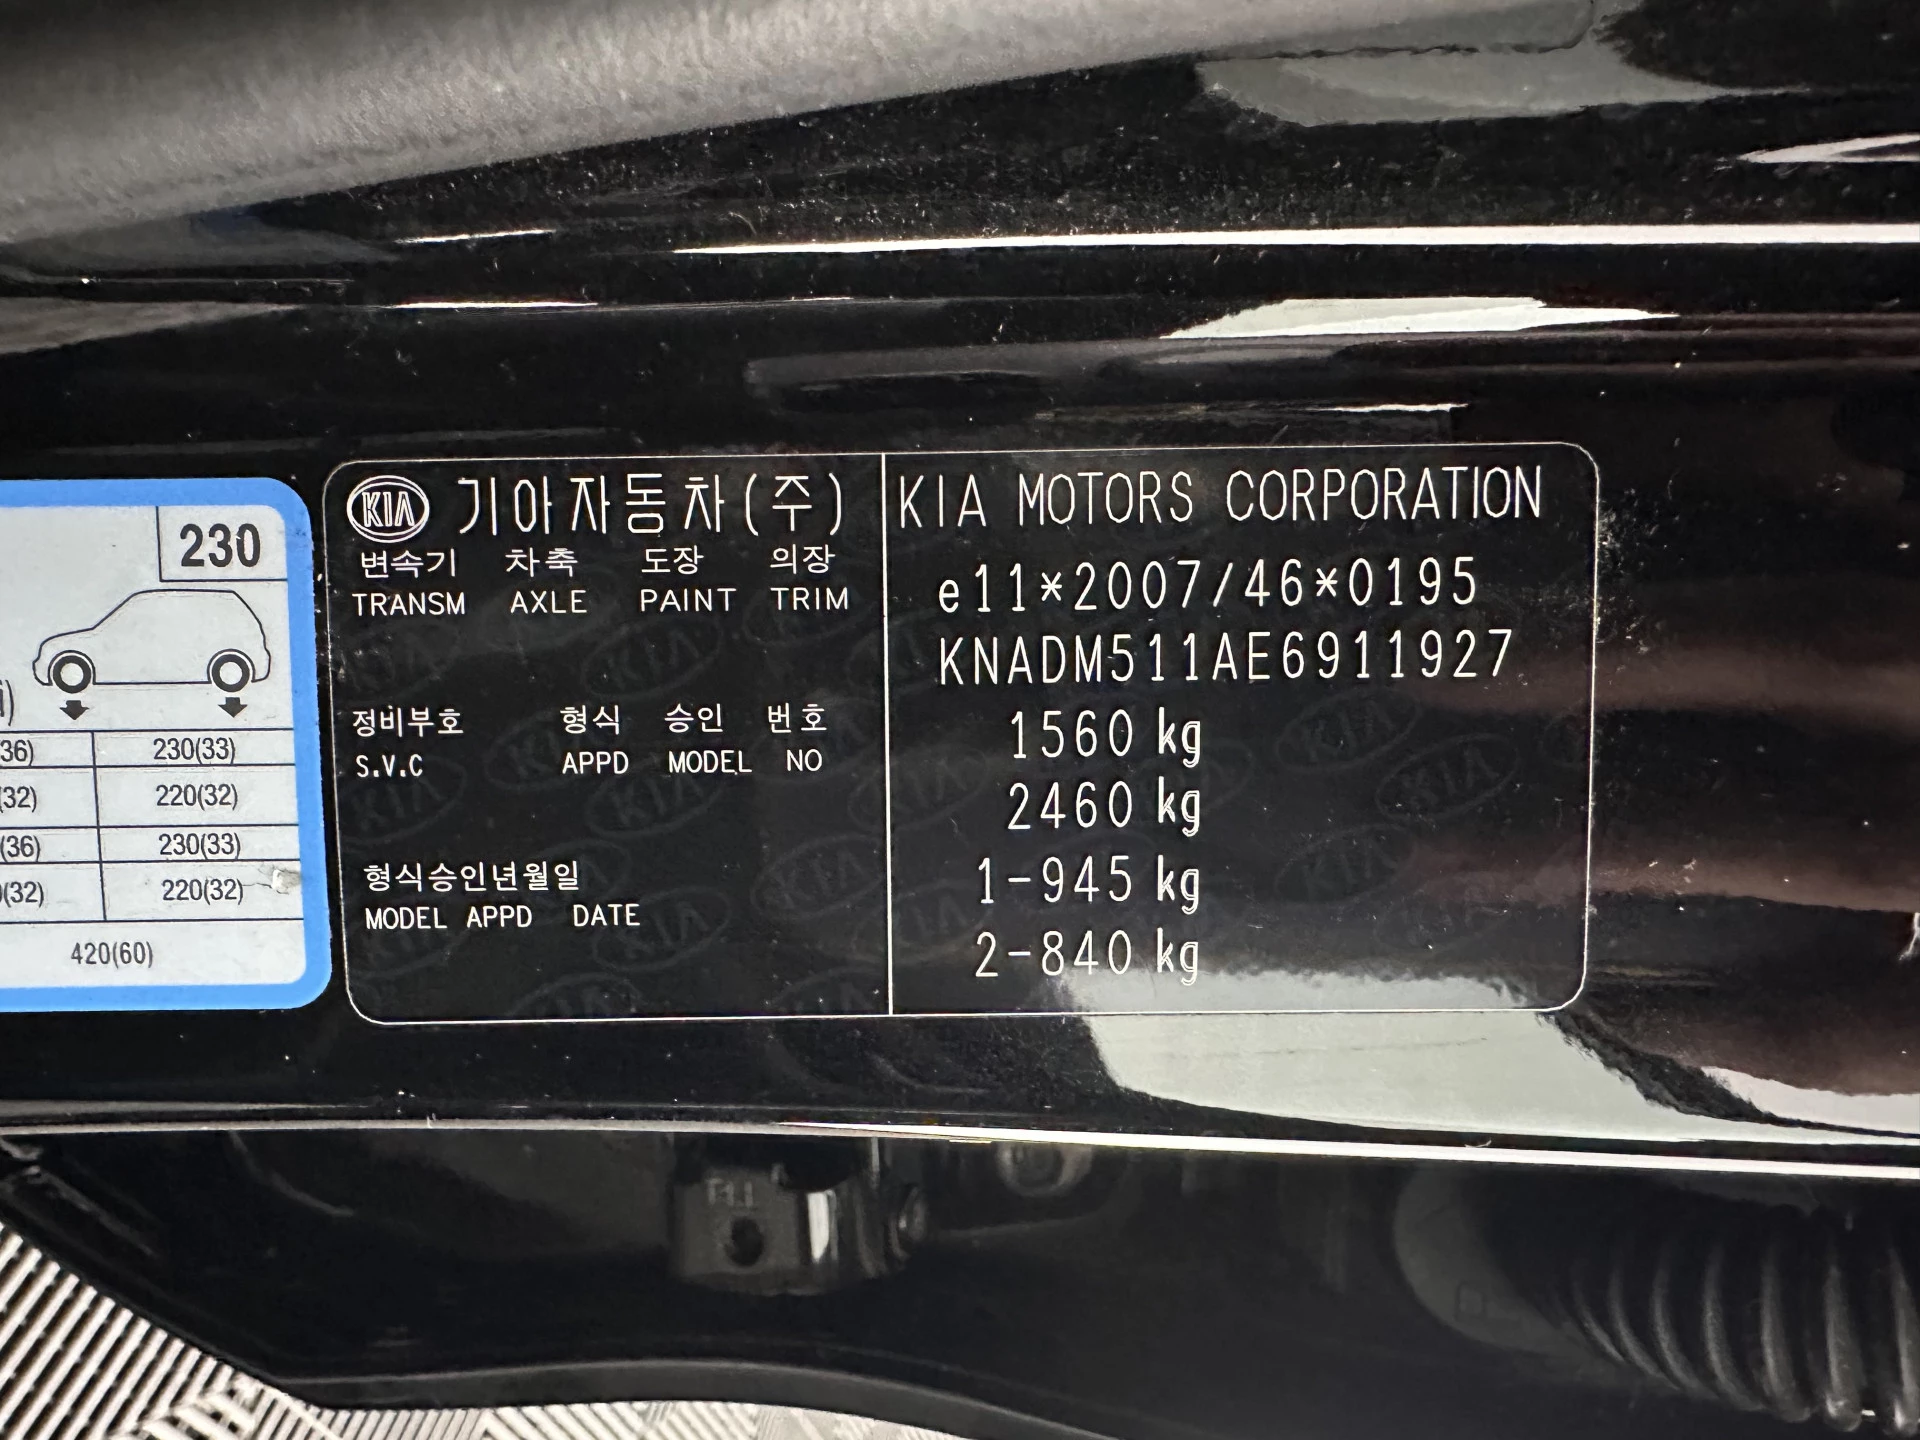 230
36) 230(33)
(32) 220(32)
(36) 230(33)
(32) 220(32)
420(60)
KIA 기아자동차(주)
변속기 차축 도장 의장
TRANSM AXLE PAINT TRIM
정비부호 형식 승인 번호
S.V.C APPD MODEL NO
형식승인년월일
MODEL APPD DATE
KIA MOTORS CORPORATION
e11*2007/46*0195
KNADM511AE6911927
1560 kg
2460 kg
1-945 kg
2-840 kg